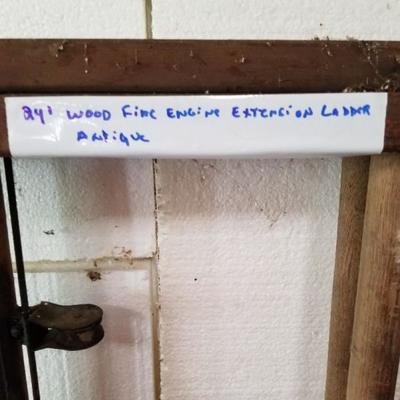 24' WOOD FIRE ENGINE EXTENSION LADDER
ANTIQUE